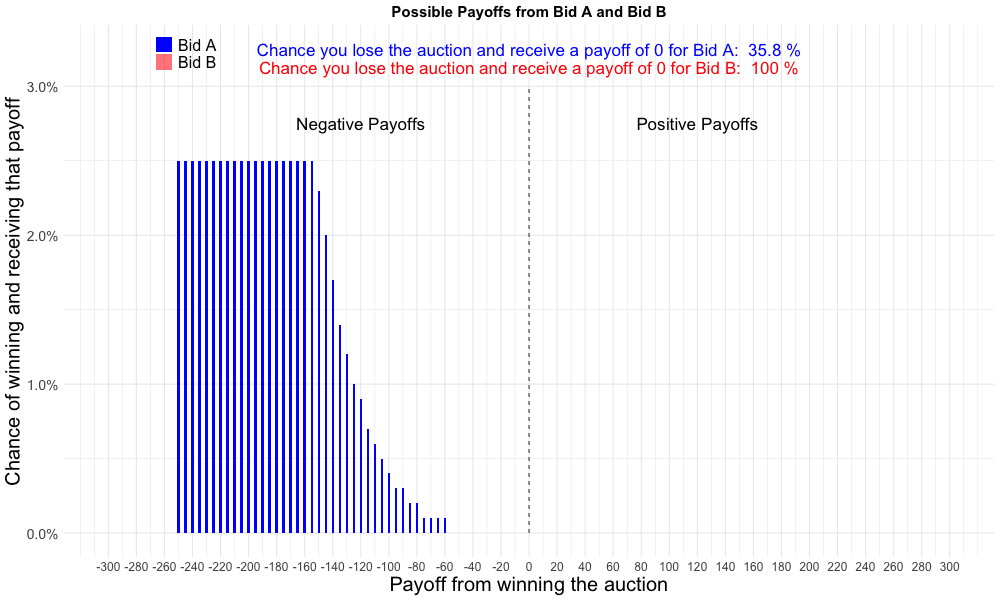 Possible Payoffs from Bid A and Bid B
Bid A
Bid B
Chance you lose the auction and receive a payoff of 0 for Bid A:  35.8 %
Chance you lose the auction and receive a payoff of 0 for Bid B:  100 %
Negative Payoffs
Positive Payoffs
Chance of winning and receiving that payoff
3.0%
2.0%
1.0%
0.0%
-300 -280 -260 -240 -220 -200 -180 -160 -140 -120 -100 -80 -60 -40 -20 0 20 40 60 80 100 120 140 160 180 200 220 240 260 280 300
Payoff from winning the auction